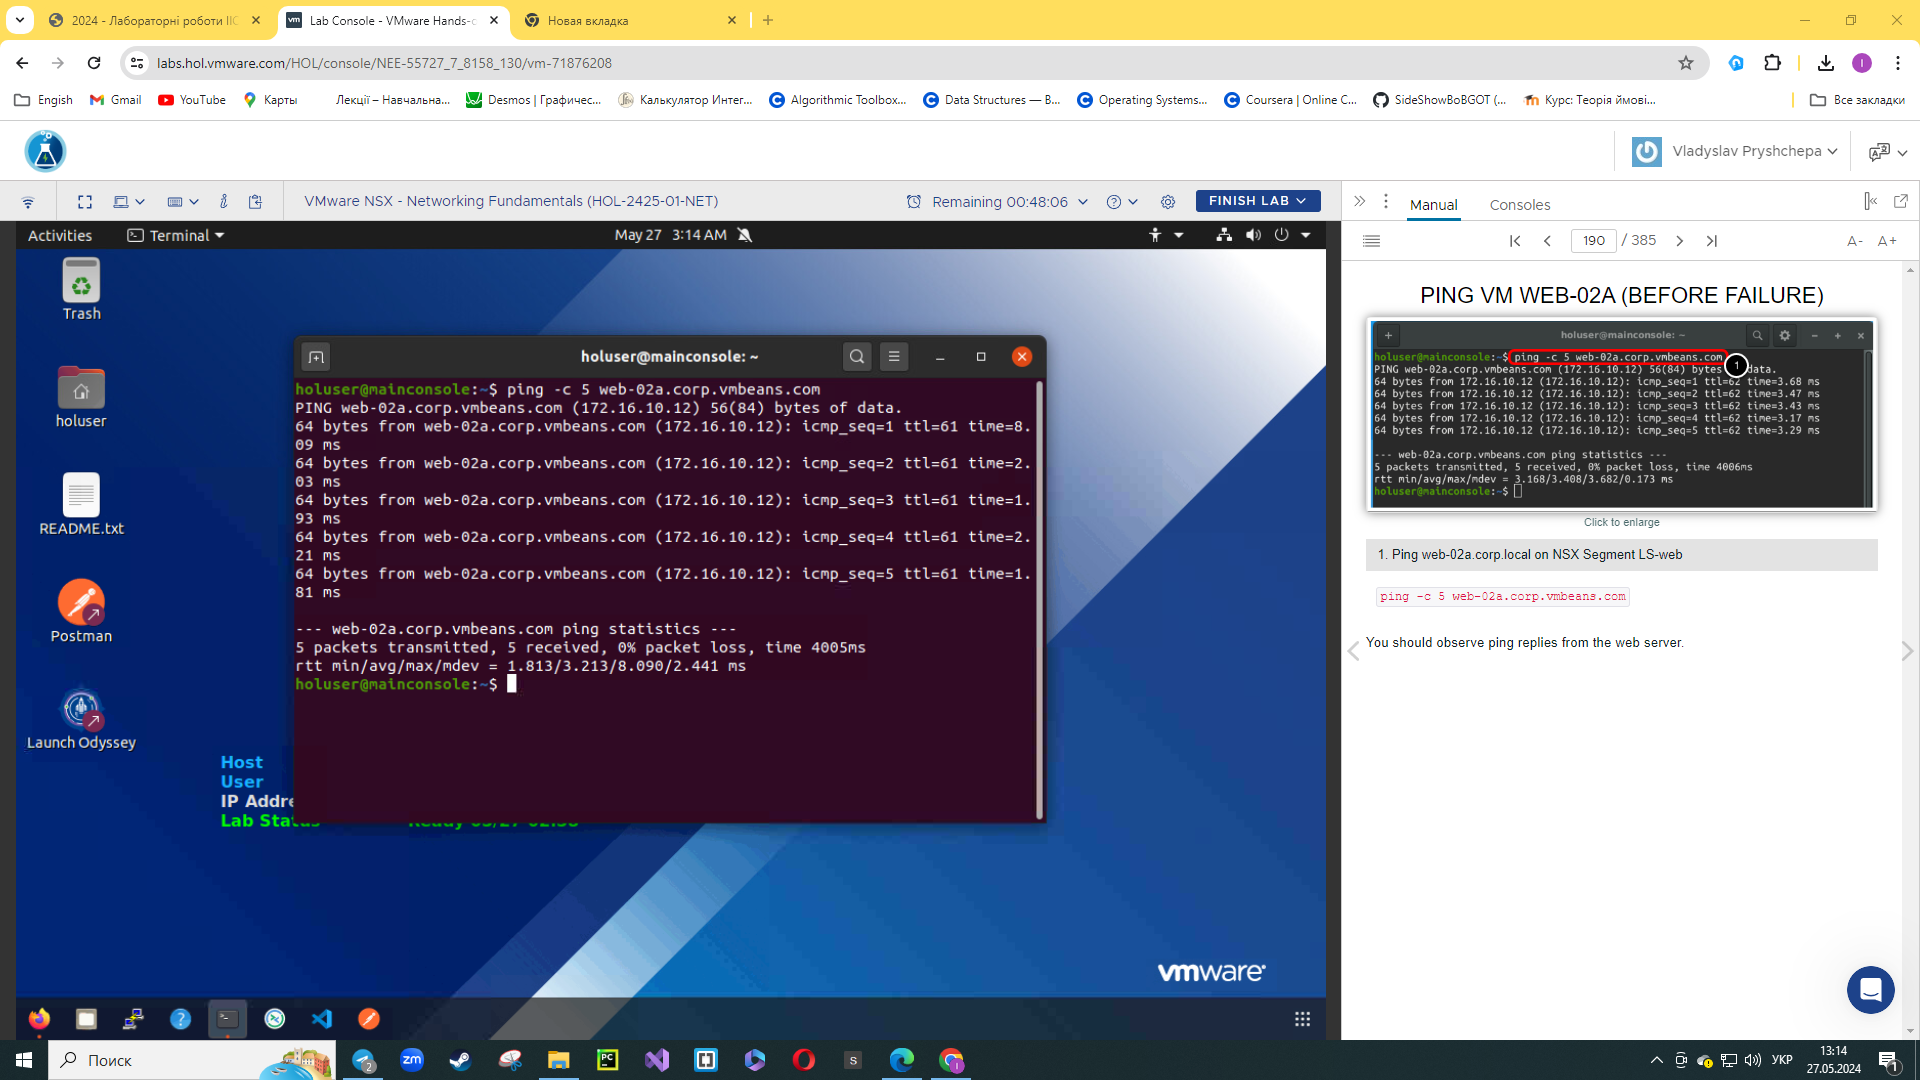 2024 - Лабораторні роботи ІІС
Lab Console - VMware Hands-o
Новая вкладка
labs.hol.vmware.com/HOL/console/NEE-55727_7_8158_130/vm-71876208
Engish
Gmail
YouTube
Карты
Лекції – Навчальна...
Desmos | Графичес...
Калькулятор Интег...
Algorithmic Toolbox...
Data Structures — В...
Operating Systems...
Coursera | Online C...
SideShowBoBGOT (...
Курс: Теорія ймові...
Все закладки
Vladyslav Pryshchepa
VMware NSX - Networking Fundamentals (HOL-2425-01-NET)
Remaining 00:48:06
FINISH LAB
Manual
Consoles
190 / 385
A-
A+
Activities
Terminal
May 27 3:14 AM
Trash
holuser
README.txt
Postman
Launch Odyssey
Host
User
IP Addre
Lab Status
Ready 05/27 02:58
holuser@mainconsole: ~
holuser@mainconsole:~$ ping -c 5 web-02a.corp.vmbeans.com
PING web-02a.corp.vmbeans.com (172.16.10.12) 56(84) bytes of data.
64 bytes from web-02a.corp.vmbeans.com (172.16.10.12): icmp_seq=1 ttl=61 time=8.
09 ms
64 bytes from web-02a.corp.vmbeans.com (172.16.10.12): icmp_seq=2 ttl=61 time=2.
03 ms
64 bytes from web-02a.corp.vmbeans.com (172.16.10.12): icmp_seq=3 ttl=61 time=1.
93 ms
64 bytes from web-02a.corp.vmbeans.com (172.16.10.12): icmp_seq=4 ttl=61 time=2.
21 ms
64 bytes from web-02a.corp.vmbeans.com (172.16.10.12): icmp_seq=5 ttl=61 time=1.
81 ms
--- web-02a.corp.vmbeans.com ping statistics ---
5 packets transmitted, 5 received, 0% packet loss, time 4005ms
rtt min/avg/max/mdev = 1.813/3.213/8.090/2.441 ms
holuser@mainconsole:~$
vmware
PING VM WEB-02A (BEFORE FAILURE)
holuser@mainconsole: ~
holuser@mainconsole:~$ ping -c 5 web-02a.corp.vmbeans.com
1
PING web-02a.corp.vmbeans.com (172.16.10.12) 56(84) bytes data.
64 bytes from 172.16.10.12 (172.16.10.12): icmp_seq=1 ttl=62 time=3.68 ms
64 bytes from 172.16.10.12 (172.16.10.12): icmp_seq=2 ttl=62 time=3.47 ms
64 bytes from 172.16.10.12 (172.16.10.12): icmp_seq=3 ttl=62 time=3.43 ms
64 bytes from 172.16.10.12 (172.16.10.12): icmp_seq=4 ttl=62 time=3.17 ms
64 bytes from 172.16.10.12 (172.16.10.12): icmp_seq=5 ttl=62 time=3.29 ms
--- web-02a.corp.vmbeans.com ping statistics ---
5 packets transmitted, 5 received, 0% packet loss, time 4006ms
rtt min/avg/max/mdev = 3.168/3.408/3.682/0.173 ms
holuser@mainconsole:~$
Click to enlarge
1. Ping web-02a.corp.local on NSX Segment LS-web
ping -c 5 web-02a.corp.vmbeans.com
You should observe ping replies from the web server.
Поиск
УКР
13:14
27.05.2024